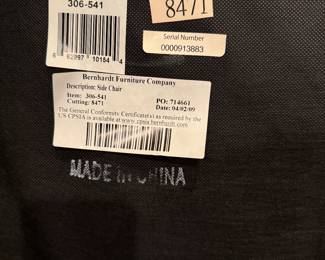 306-541
8471
Serial Number
0000913883
Bernhardt Furniture Company
Description: Side Chair
Item: 306-541
Cutting: 8471
PO: 714661
Date: 04/02/09
The General Conformity Certificate(s) as required by the
US CPSIA is available at www.cpsia.bernhardt.com.
MADE IN CHINA